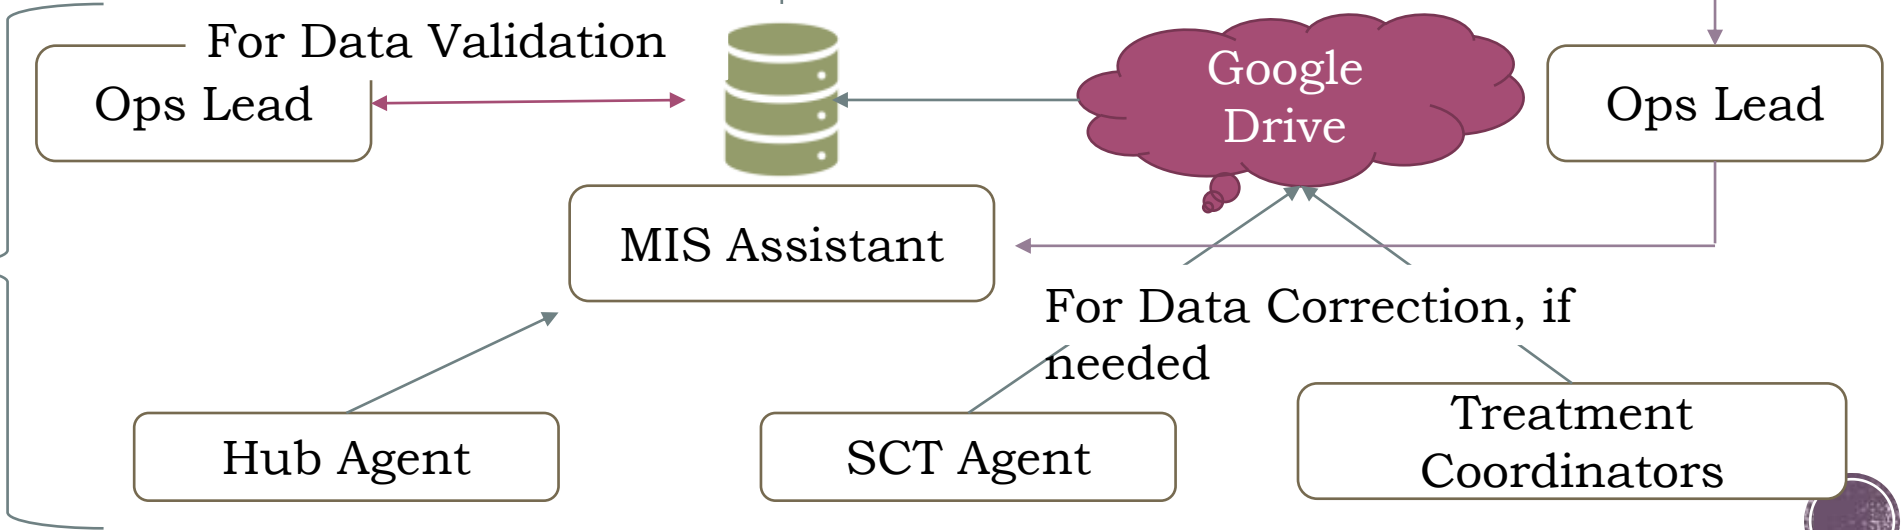 For Data Validation
Ops Lead
Google
Drive
Ops Lead
MIS Assistant
For Data Correction, if
needed
Hub Agent
SCT Agent
Treatment
Coordinators